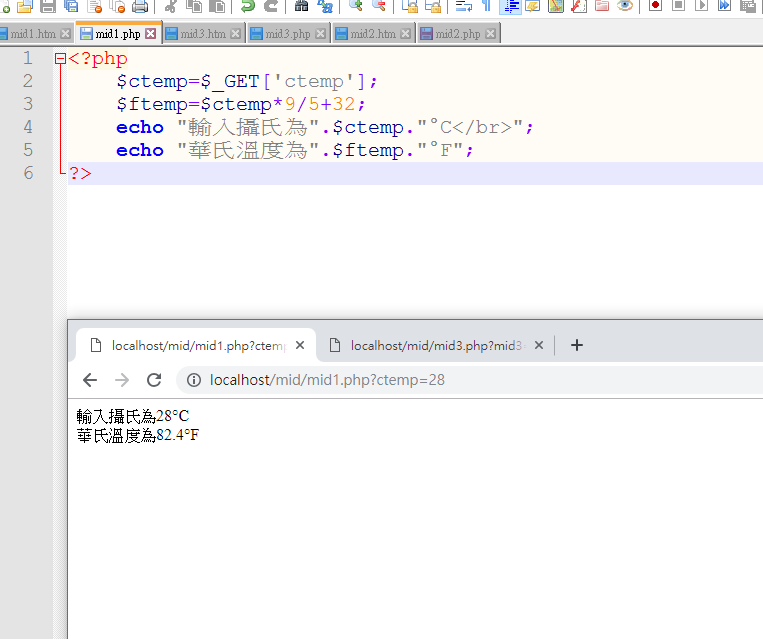 mid1.htm mid1.php mid3.htm mid3.php mid2.htm mid2.php
1 <?php
2 $ctemp=$_GET['ctemp'];
3 $ftemp=$ctemp*9/5+32;
4 echo "輸入攝氏為".$ctemp."°C</br>";
5 echo "華氏溫度為".$ftemp."°F";
6 ?>
localhost/mid/mid1.php?ctem localhost/mid/mid3.php?mid3
localhost/mid/mid1.php?ctemp=28
輸入攝氏為28°C
華氏溫度為82.4°F